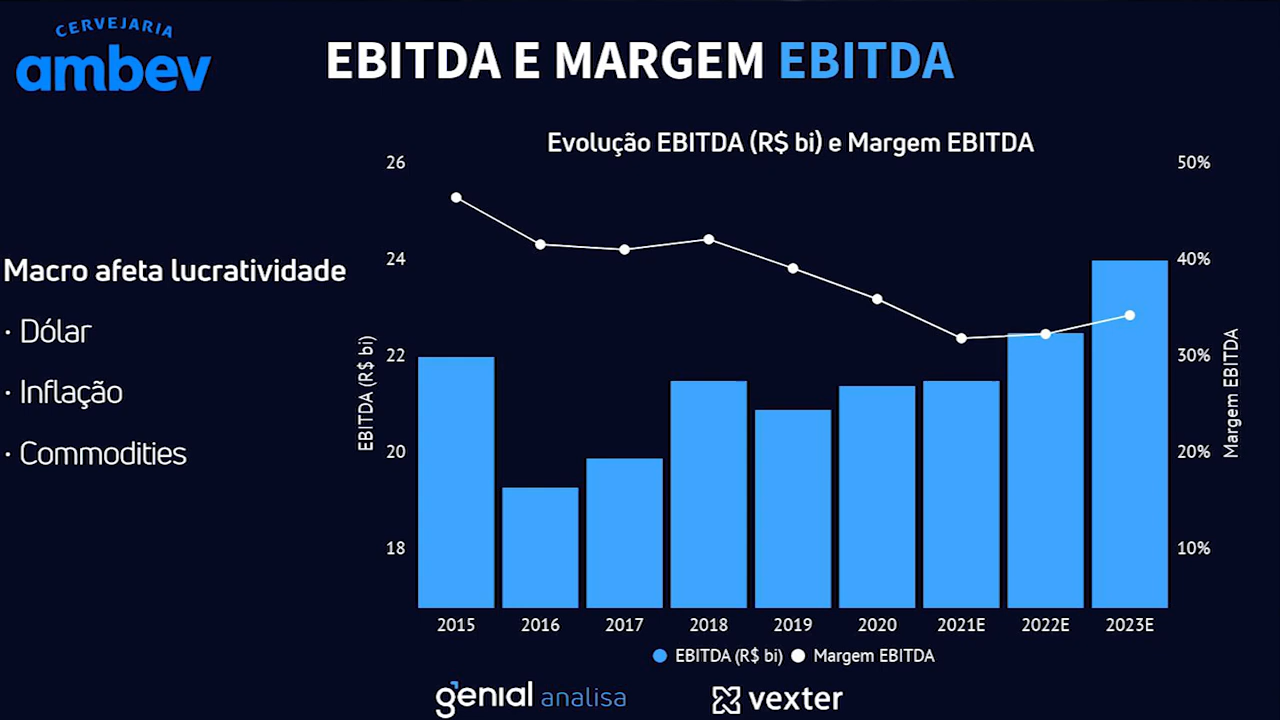 CERVEJARIA
ambev
EBITDA E MARGEM EBITDA
Macro afeta lucratividade
· Dólar
· Inflação
· Commodities
Evolução EBITDA (R$ bi) e Margem EBITDA
26
24
22
20
18
EBITDA (R$ bi)
50%
40%
30%
20%
10%
Margem EBITDA
2015 2016 2017 2018 2019 2020 2021E 2022E 2023E
EBITDA (R$ bi) Margem EBITDA
genial analisa vexter